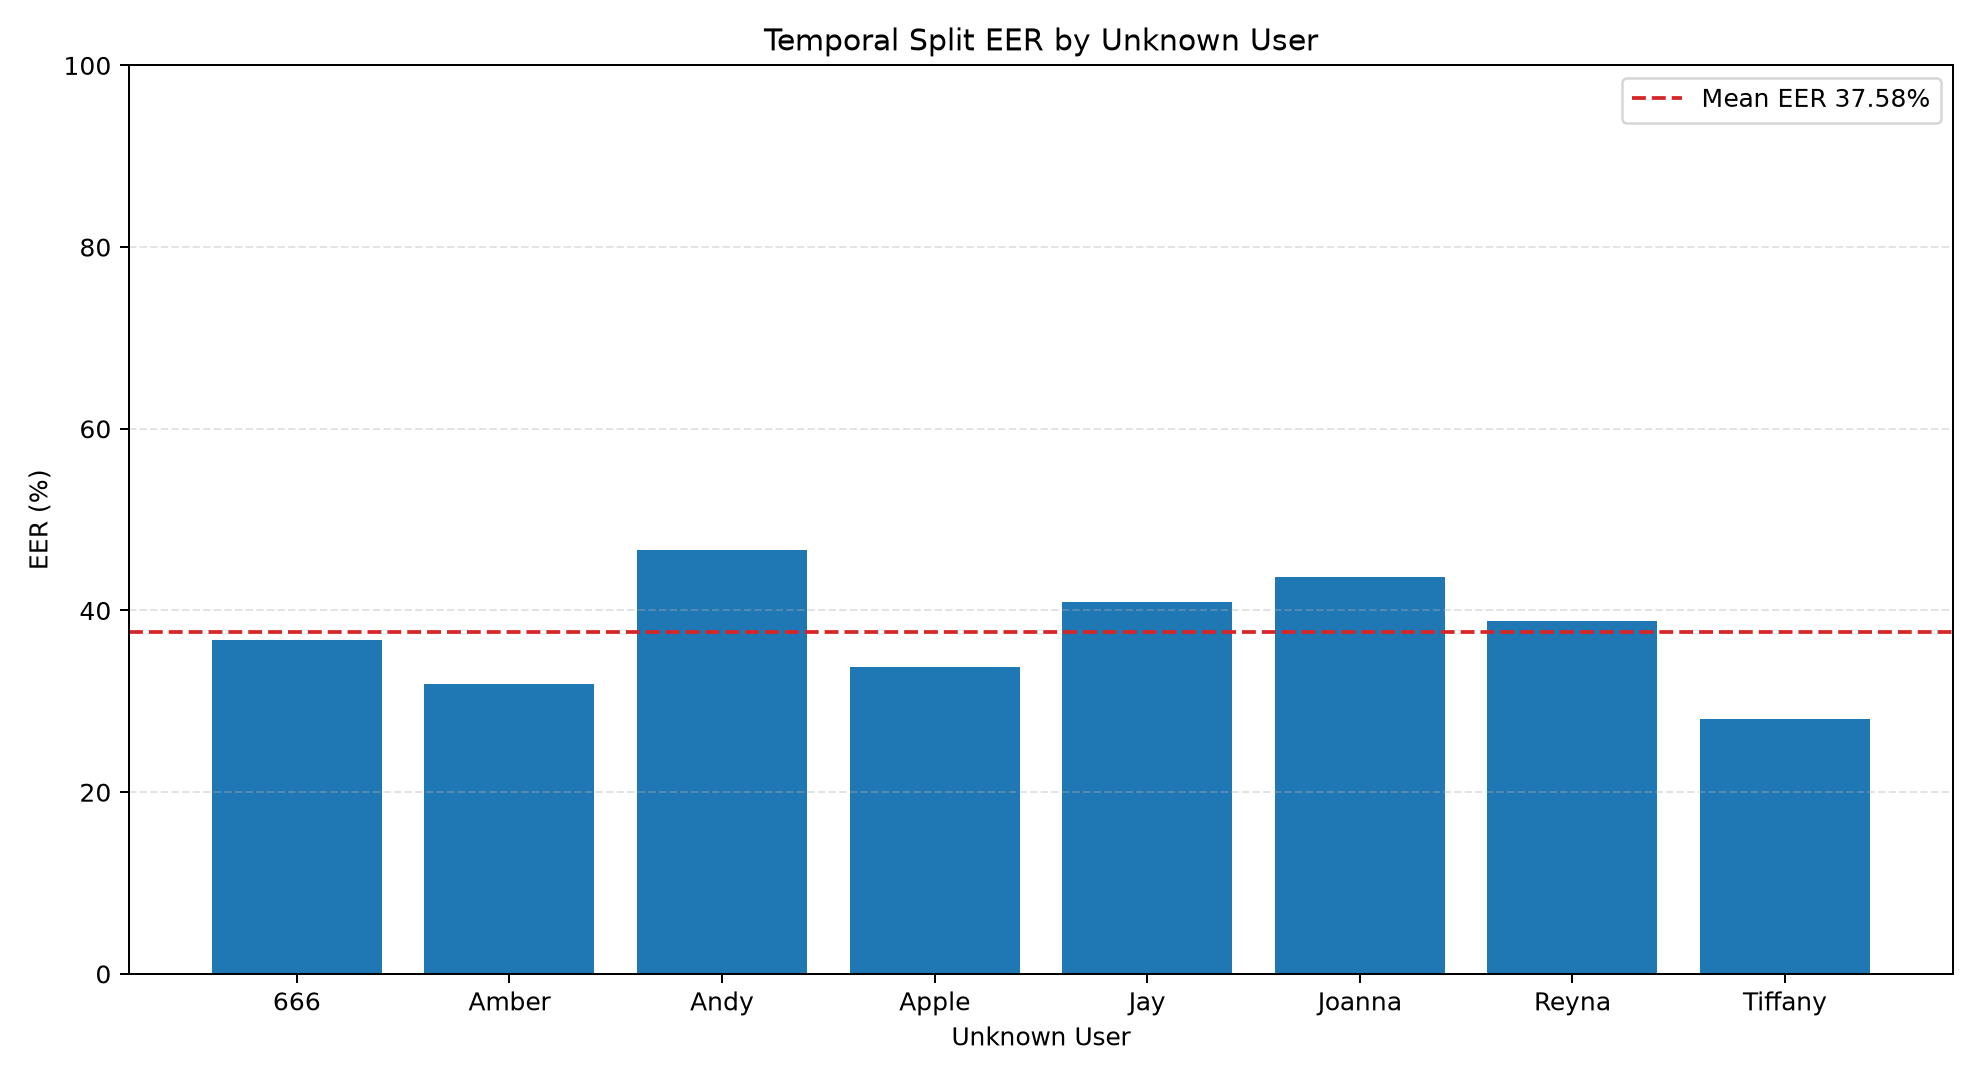 Temporal Split EER by Unknown User
Mean EER 37.58%
EER (%)
100
80
60
40
20
0
666 Amber Andy Apple Jay Joanna Reyna Tiffany
Unknown User